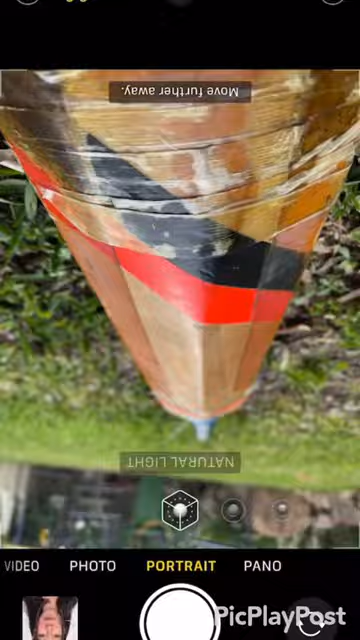 Move further away.
NATURAL LIGHT
VIDEO PHOTO PORTRAIT PANO
PicPlayPost